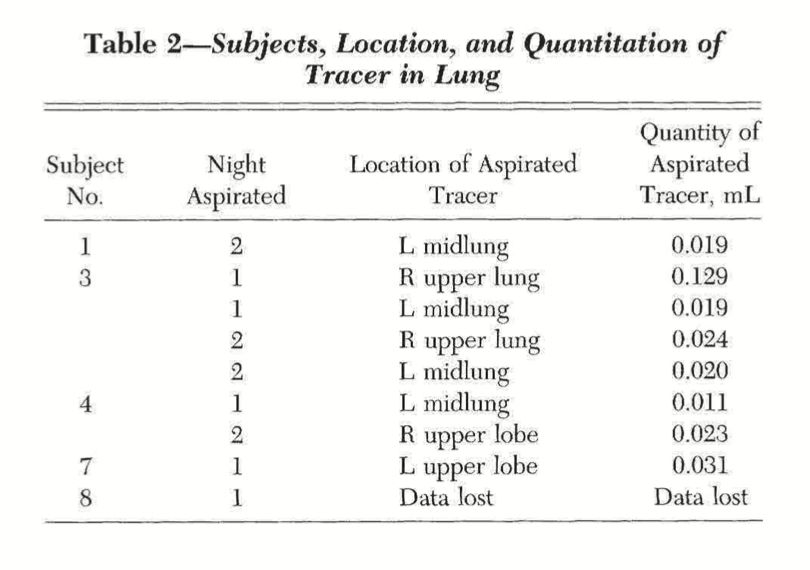 Table 2—Subjects, Location, and Quantitation of
Tracer in Lung
Subject No. Night Aspirated Location of Aspirated Tracer Quantity of Aspirated Tracer, mL
1 2 L midlung 0.019
3 1 R upper lung 0.129
1 L midlung 0.019
2 R upper lung 0.024
2 L midlung 0.020
4 1 L midlung 0.011
2 R upper lobe 0.023
7 1 L upper lobe 0.031
8 1 Data lost Data lost